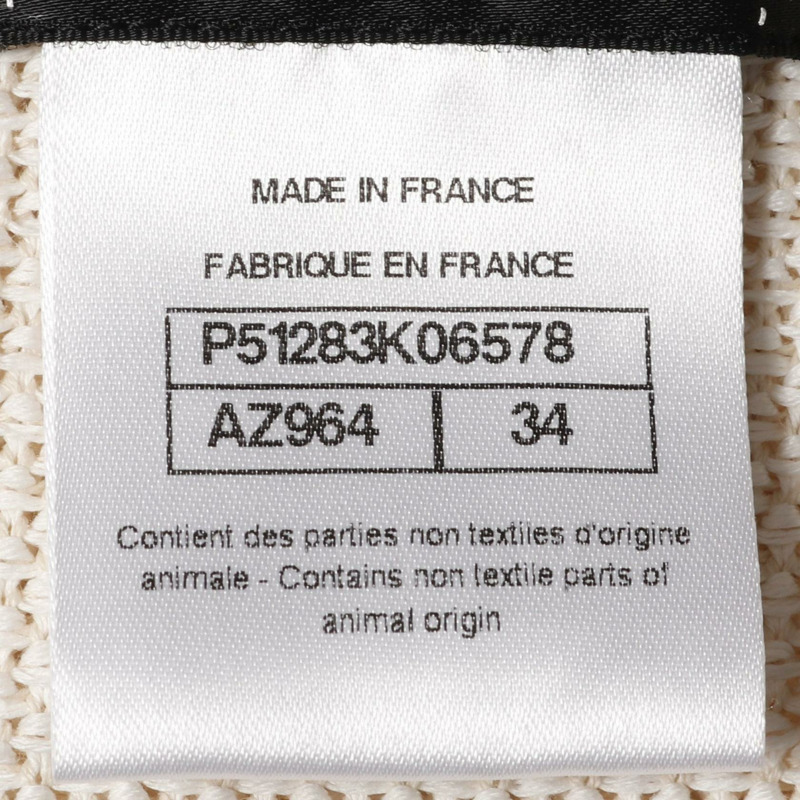 MADE IN FRANCE
FABRIQUE EN FRANCE
P51283K06578
AZ964 34
Contient des parties non textiles d'origine
animale - Contains non textile parts of
animal origin